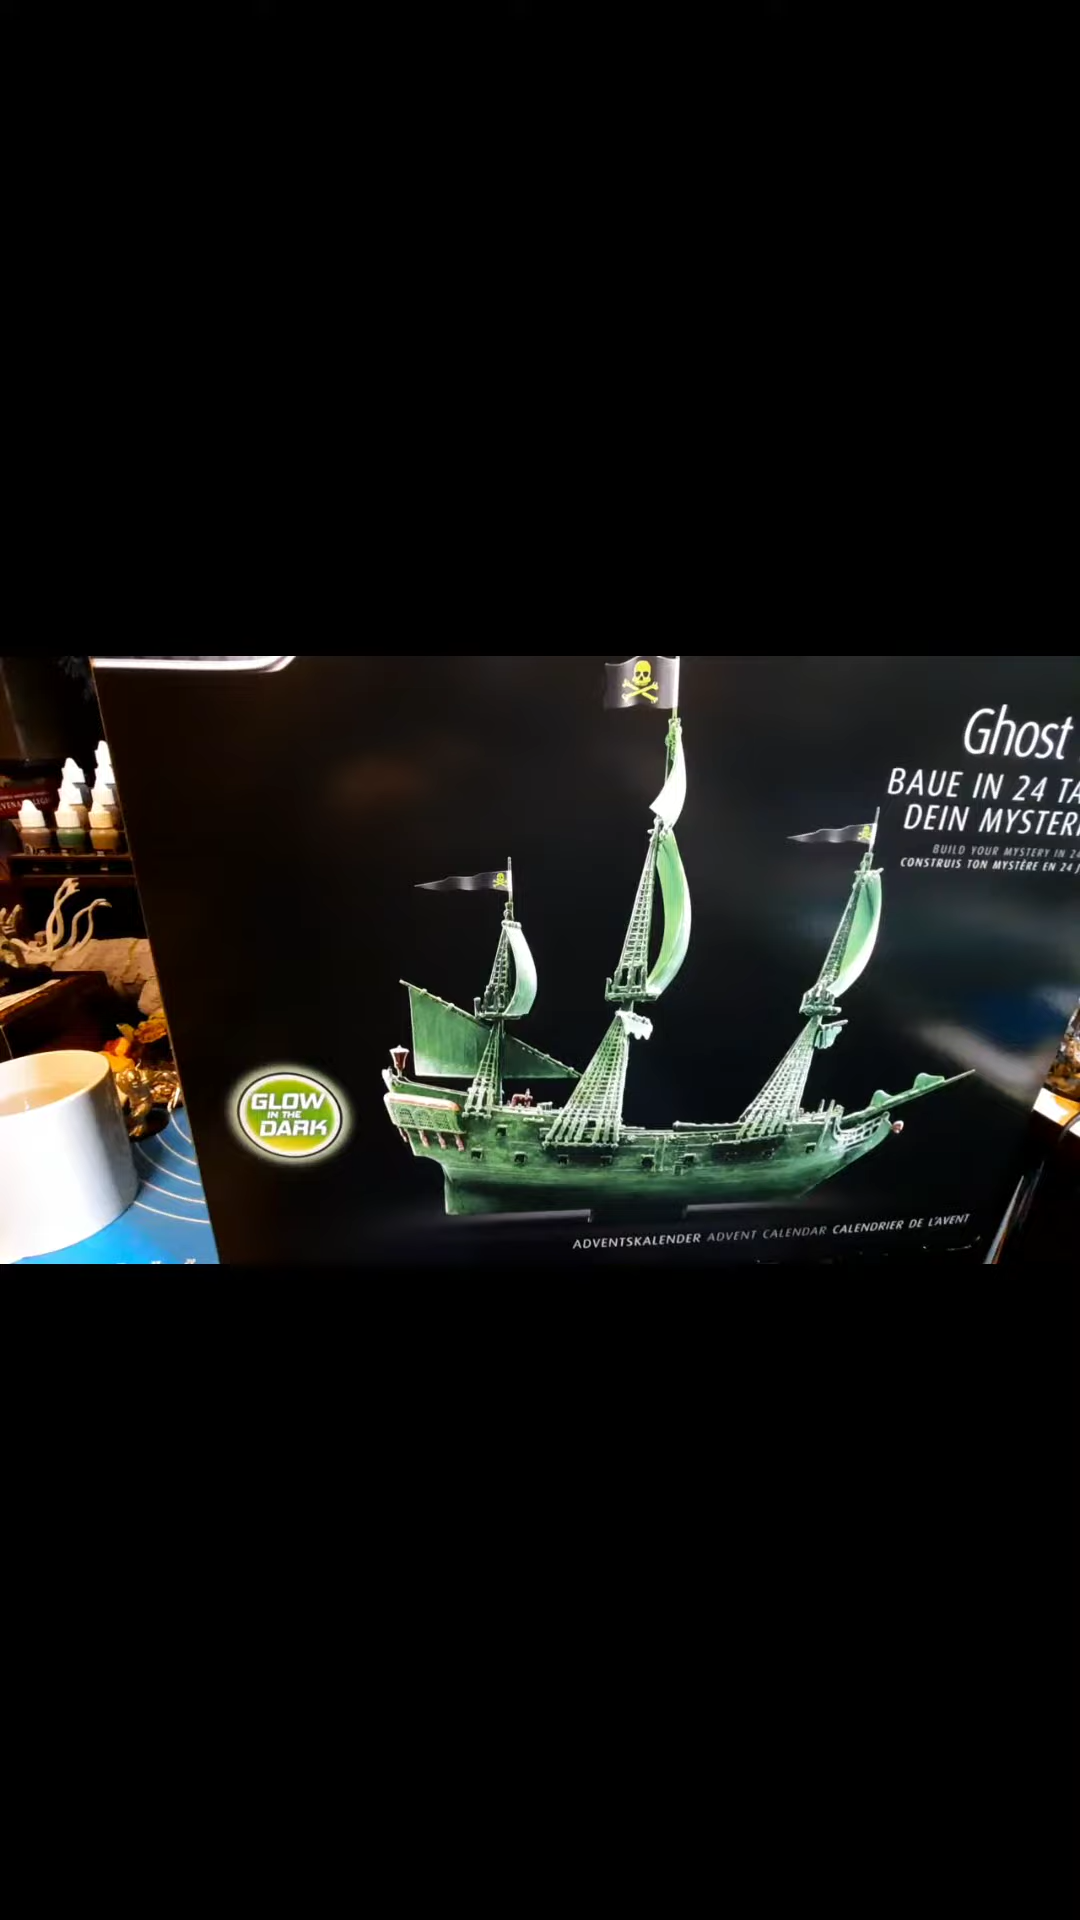 Ghost
BAUE IN 24 TA
DEIN MYSTERI
BUILD YOUR MYSTERY IN 24
CONSTRUIS TON MYSTÈRE EN 24 J
GLOW
IN THE
DARK
ADVENTSKALENDER ADVENT CALENDAR CALENDRIER DE L'AVENT